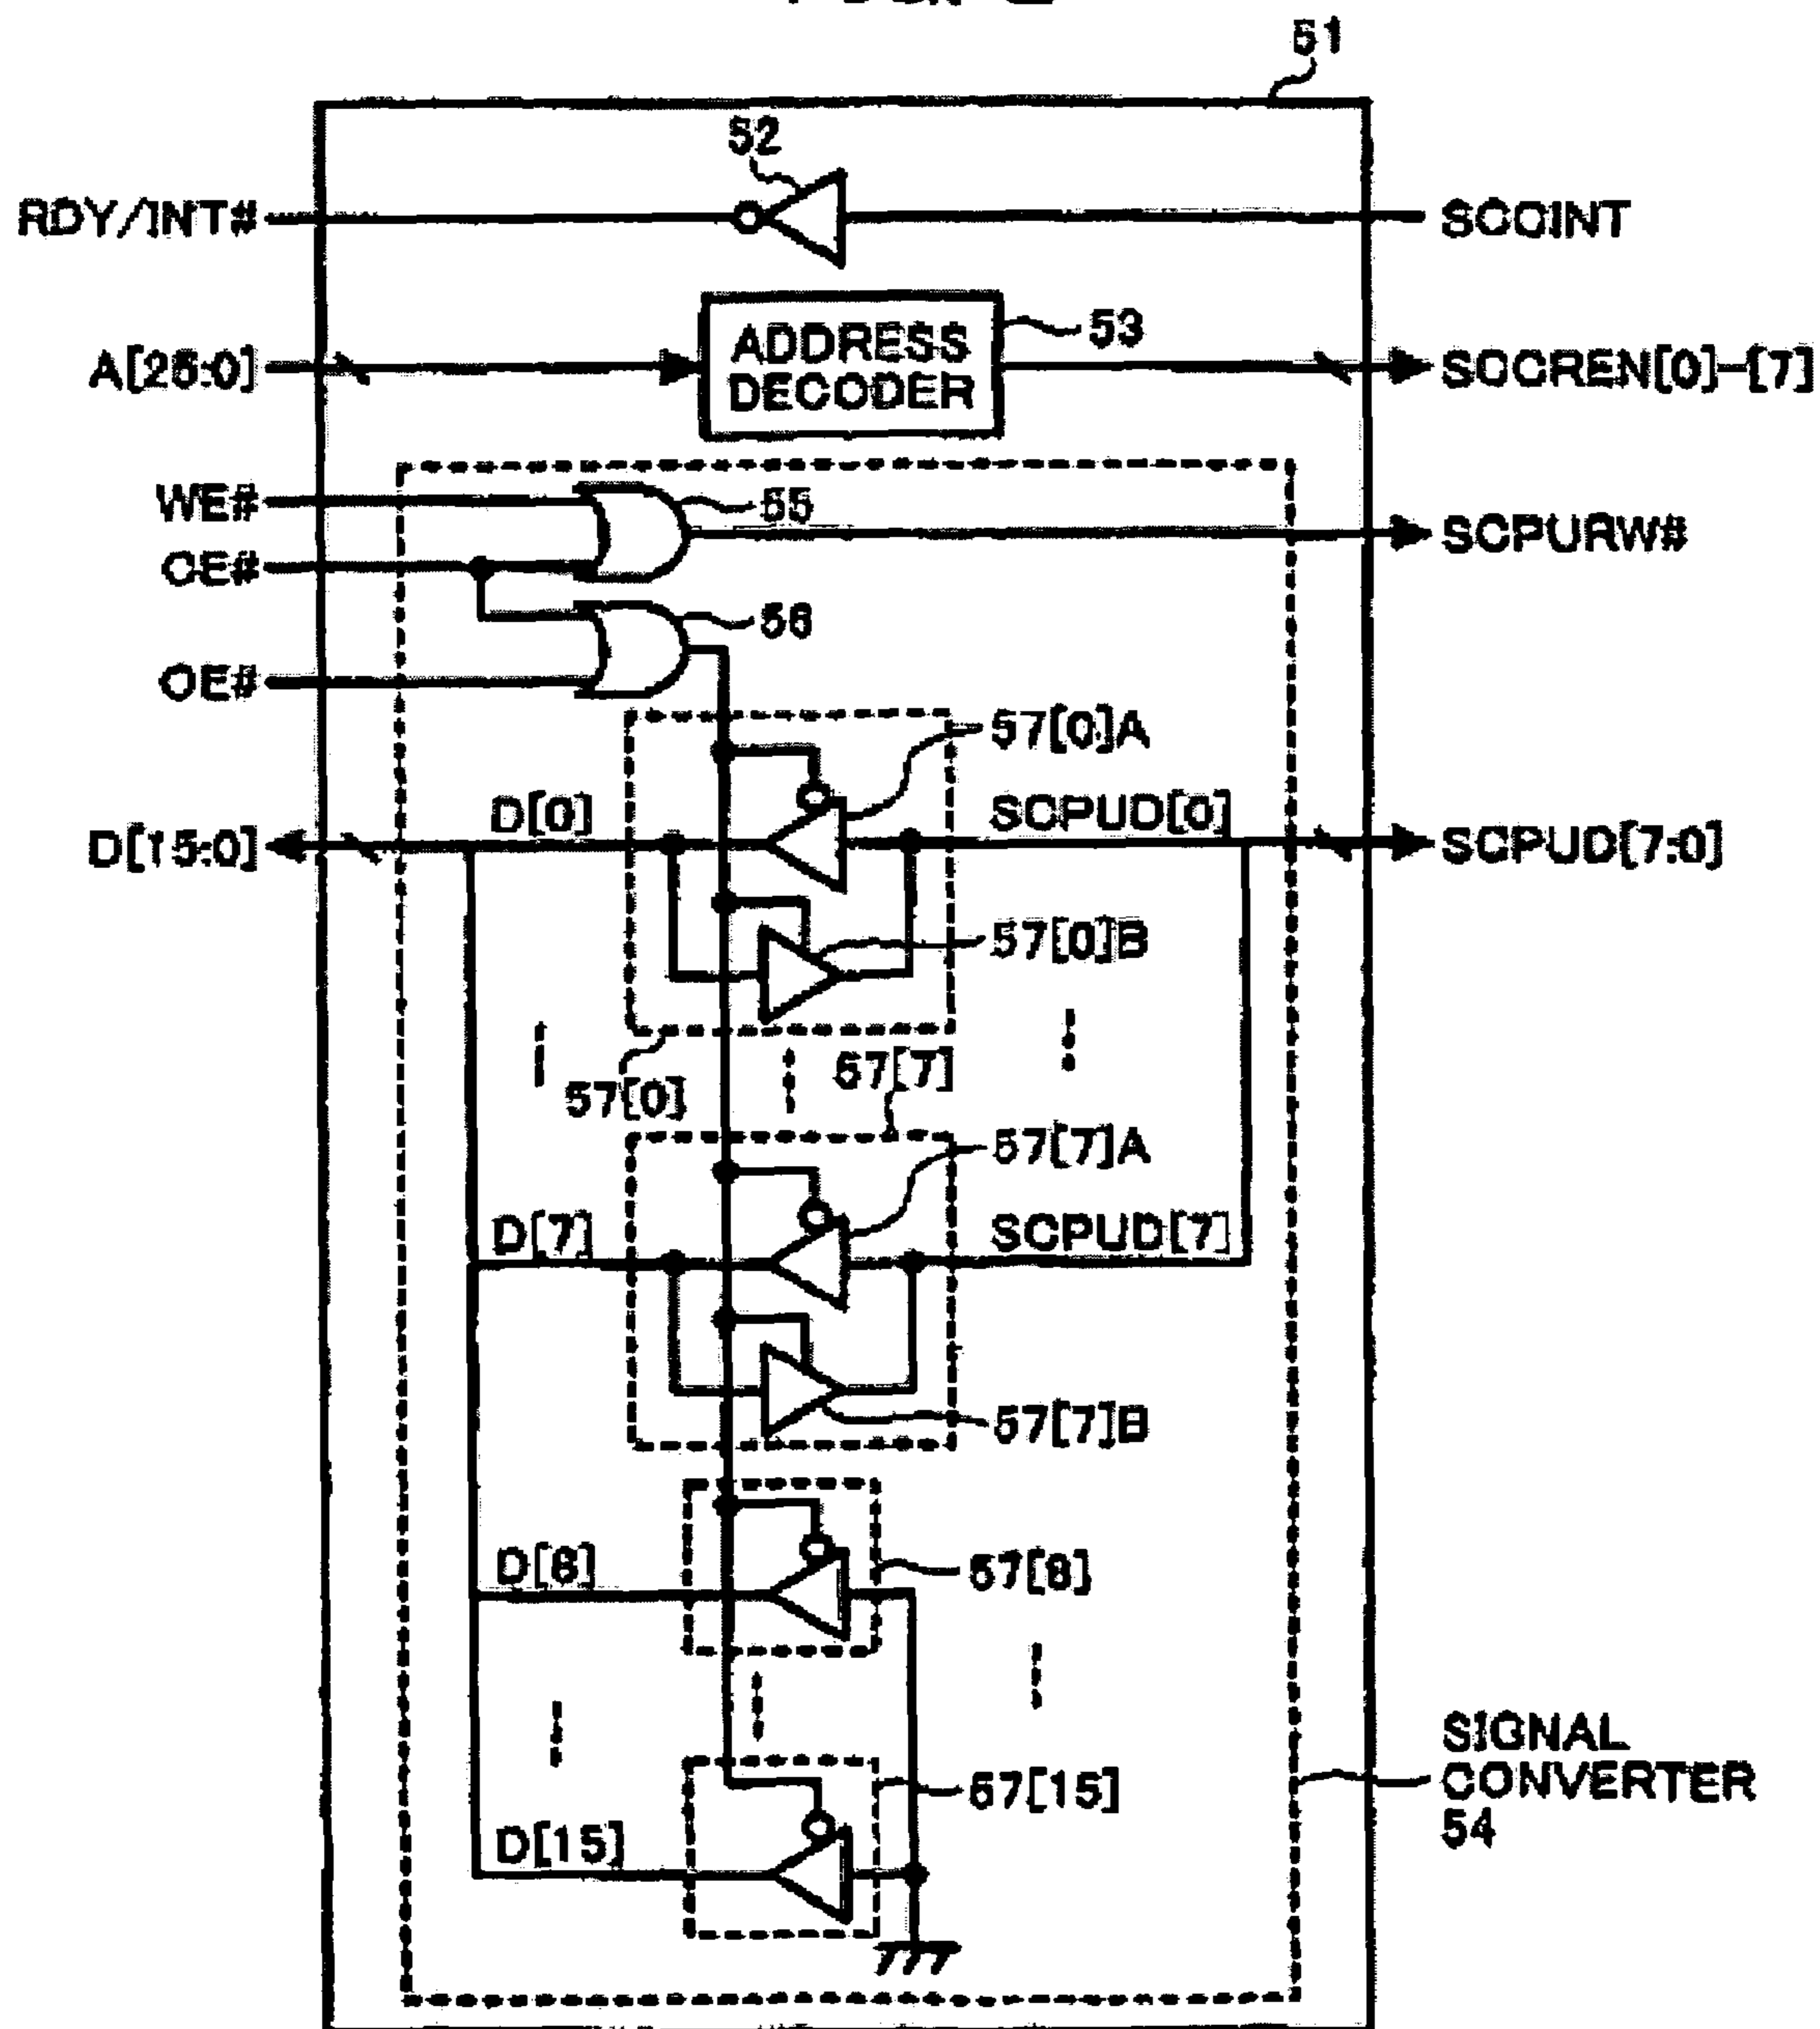 51
52
RDY/INT#
SCCINT
ADDRESS
DECODER
53
A[25:0]
SCCREN[0]-[7]
WE#
55
SCPURW#
CE#
56
OE#
57[0]A
D[0]
SCPUD[0]
D[15:0]
SCPUD[7:0]
57[0]B
57[0]
57[7]
57[7]A
D[7]
SCPUD[7]
57[7]B
D[8]
57[8]
57[15]
D[15]
SIGNAL
CONVERTER
54